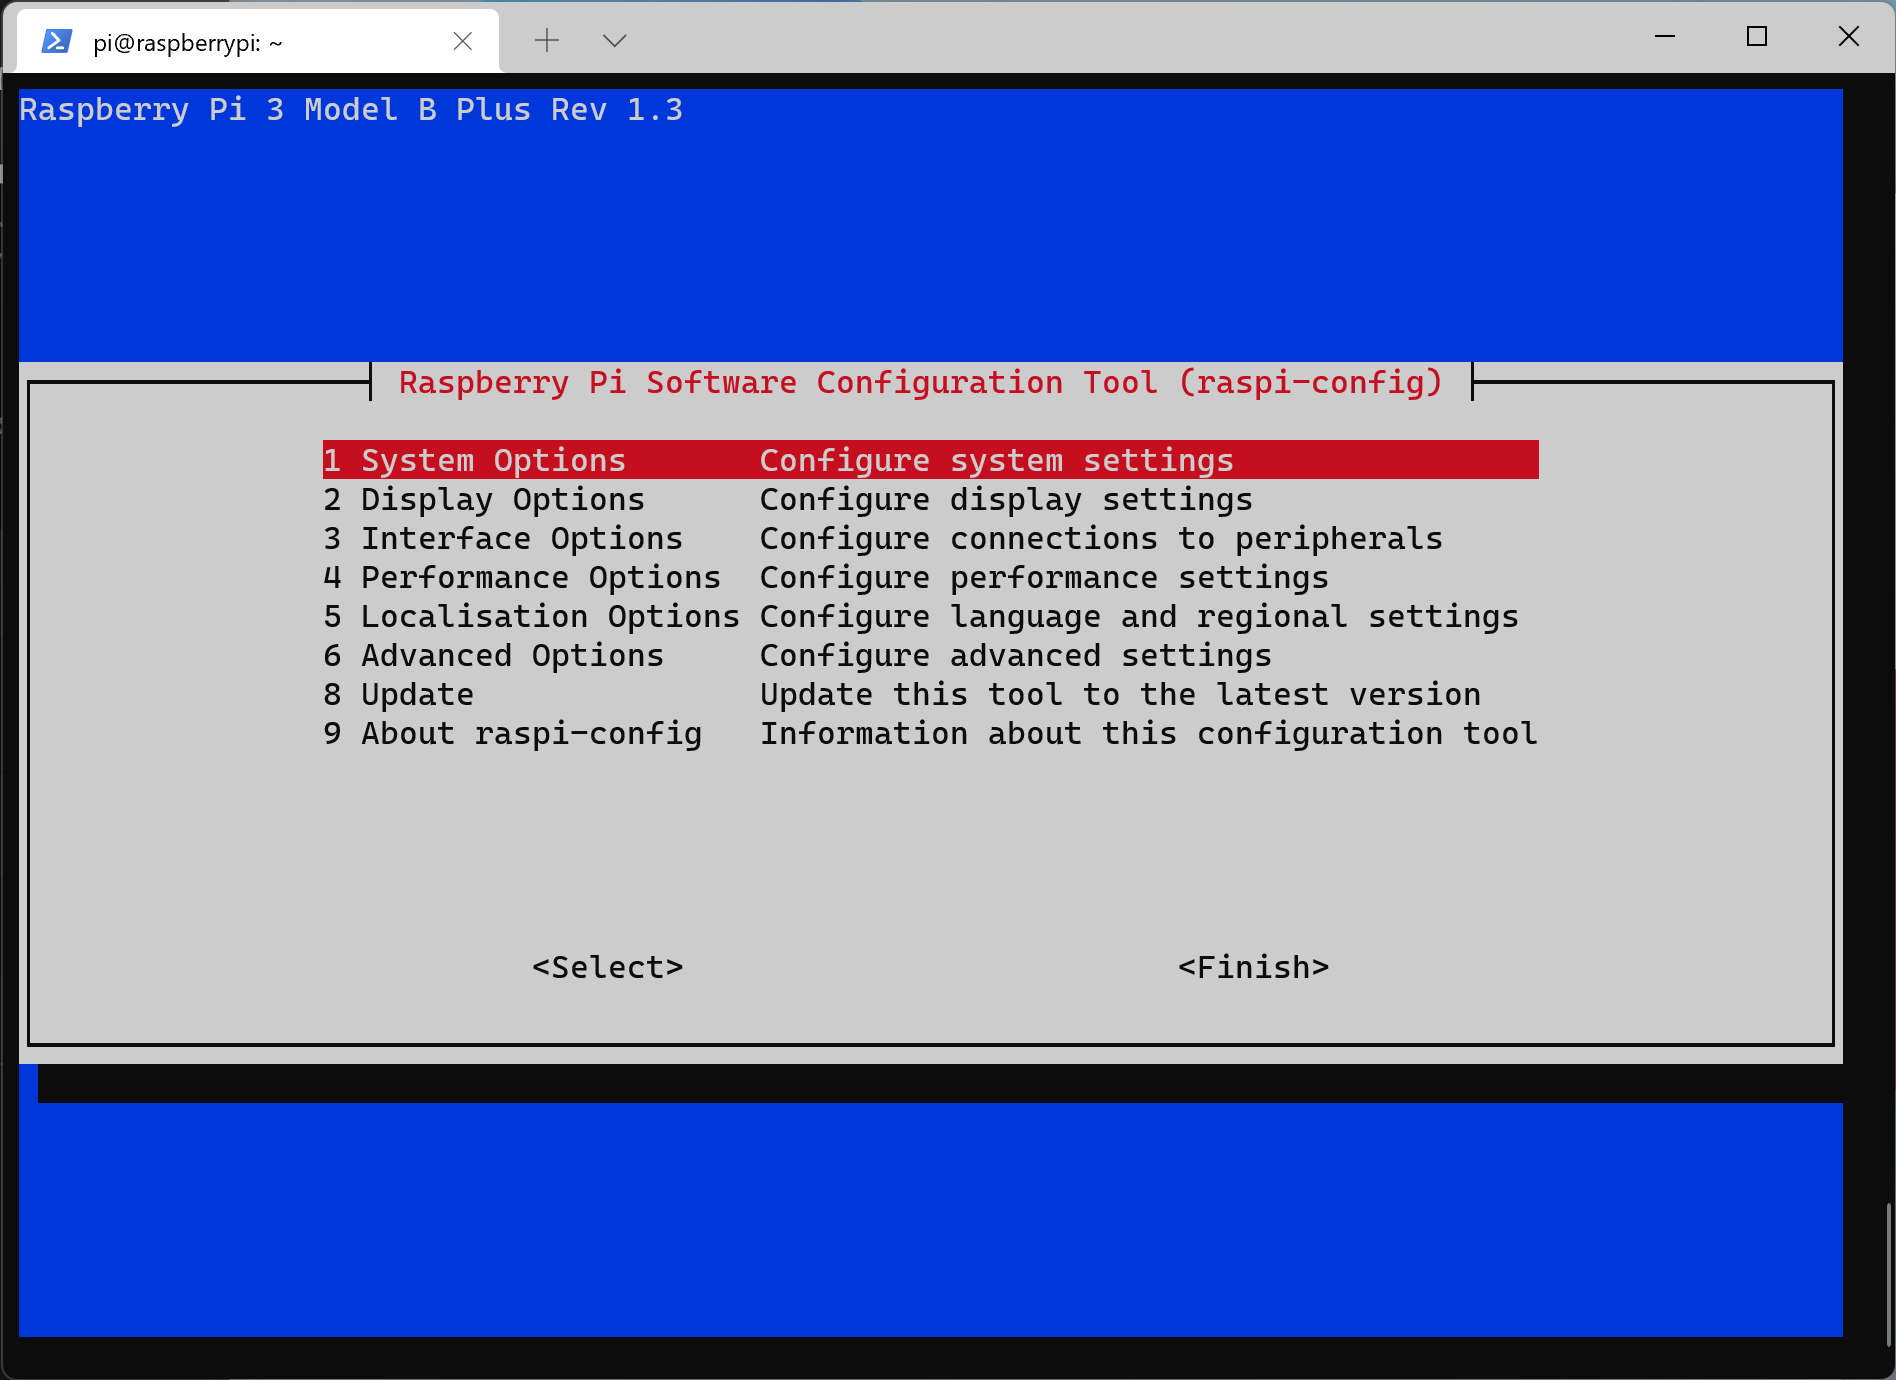 pi@raspberrypi: ~
Raspberry Pi 3 Model B Plus Rev 1.3
Raspberry Pi Software Configuration Tool (raspi-config)
1 System Options Configure system settings
2 Display Options Configure display settings
3 Interface Options Configure connections to peripherals
4 Performance Options Configure performance settings
5 Localisation Options Configure language and regional settings
6 Advanced Options Configure advanced settings
8 Update Update this tool to the latest version
9 About raspi-config Information about this configuration tool
<Select> <Finish>